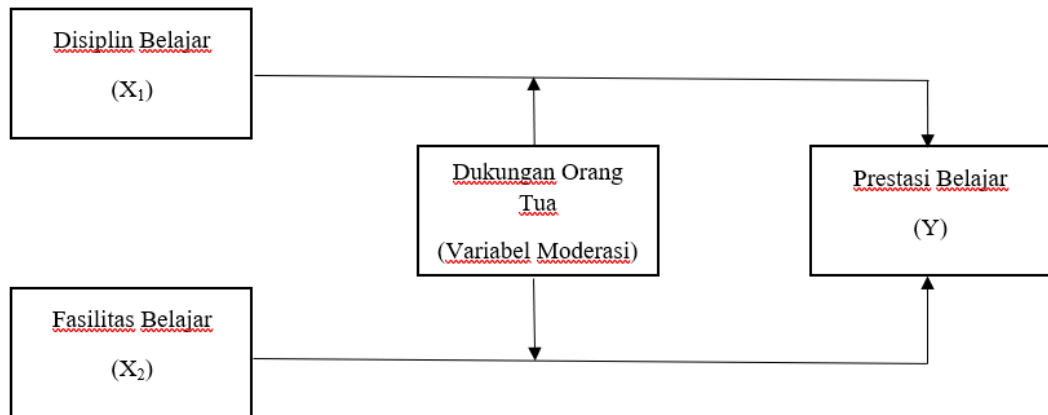 Disiplin Belajar
(X₁)
Dukungan Orang
Tua
(Variabel Moderasi)
Prestasi Belajar
(Y)
Fasilitas Belajar
(X₂)